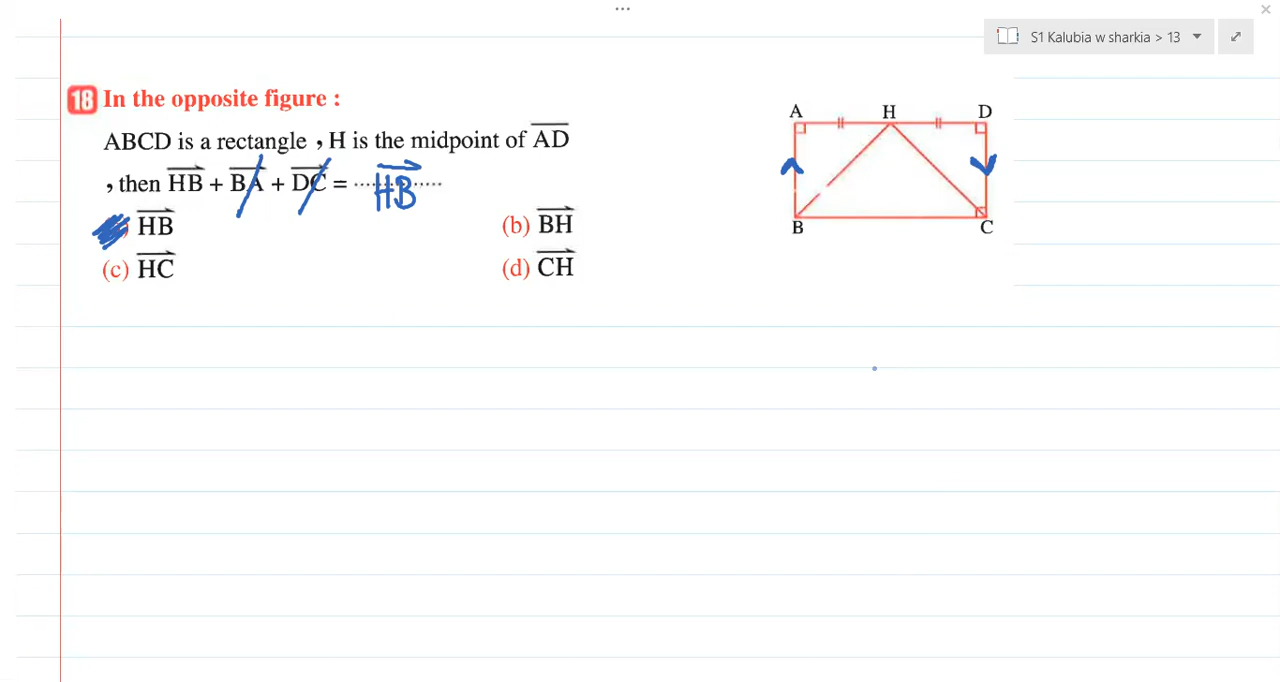 ...
S1 Kalubia w sharkia > 13
18 In the opposite figure :
ABCD is a rectangle , H is the midpoint of AD
, then HB + BA + DC = ........ HB ........
HB
(b) BH
(c) HC
(d) CH
A H D
B C